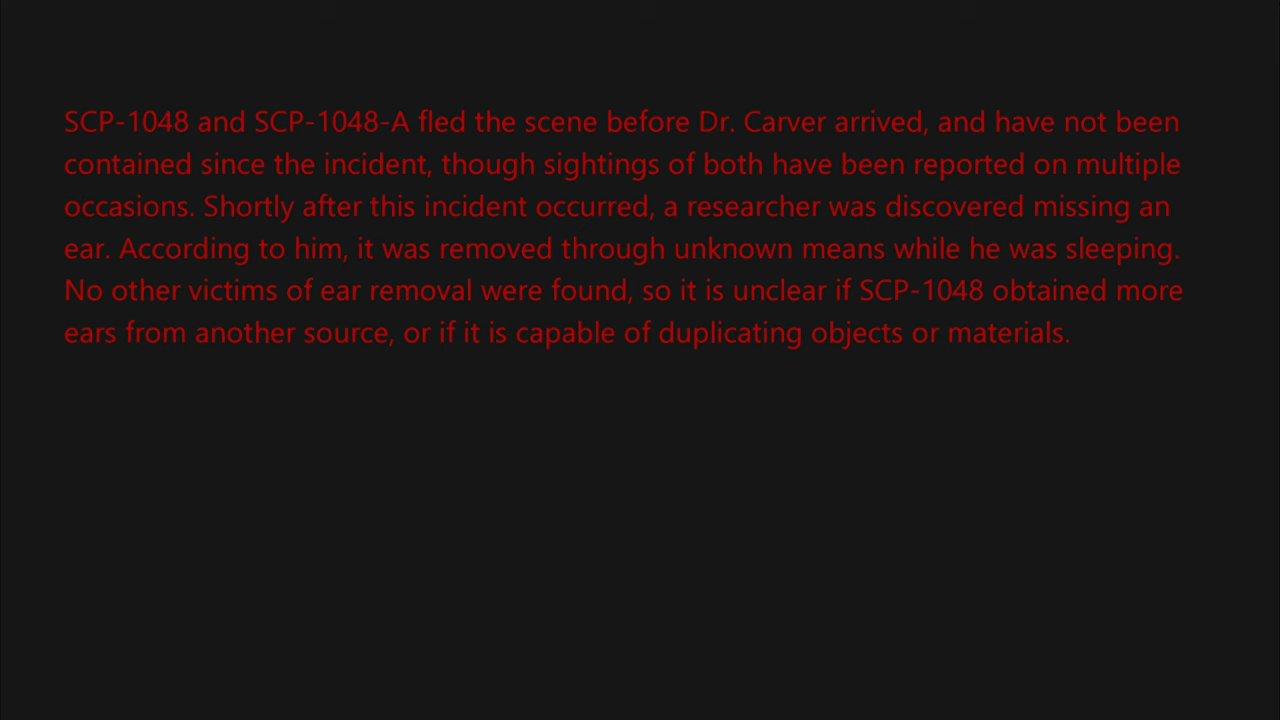 SCP-1048 and SCP-1048-A fled the scene before Dr. Carver arrived, and have not been
contained since the incident, though sightings of both have been reported on multiple
occasions. Shortly after this incident occurred, a researcher was discovered missing an
ear. According to him, it was removed through unknown means while he was sleeping.
No other victims of ear removal were found, so it is unclear if SCP-1048 obtained more
ears from another source, or if it is capable of duplicating objects or materials.